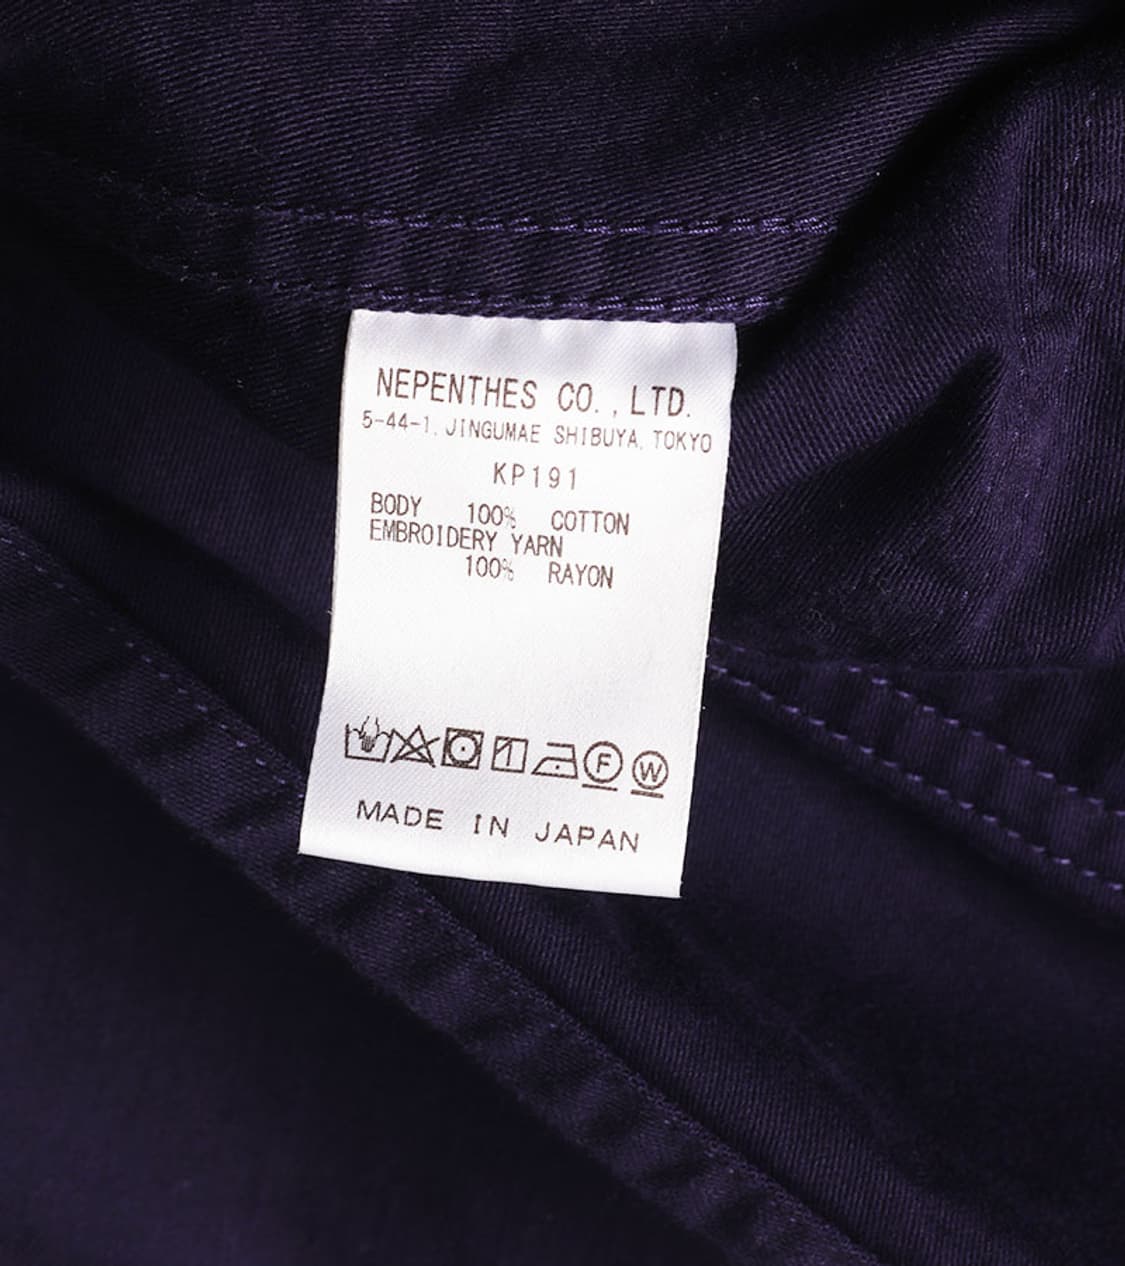 NEPENTHES CO., LTD.
5-44-1, JINGUMAE SHIBUYA, TOKYO
KP191
BODY 100% COTTON
EMBROIDERY YARN
100% RAYON
F W
MADE IN JAPAN